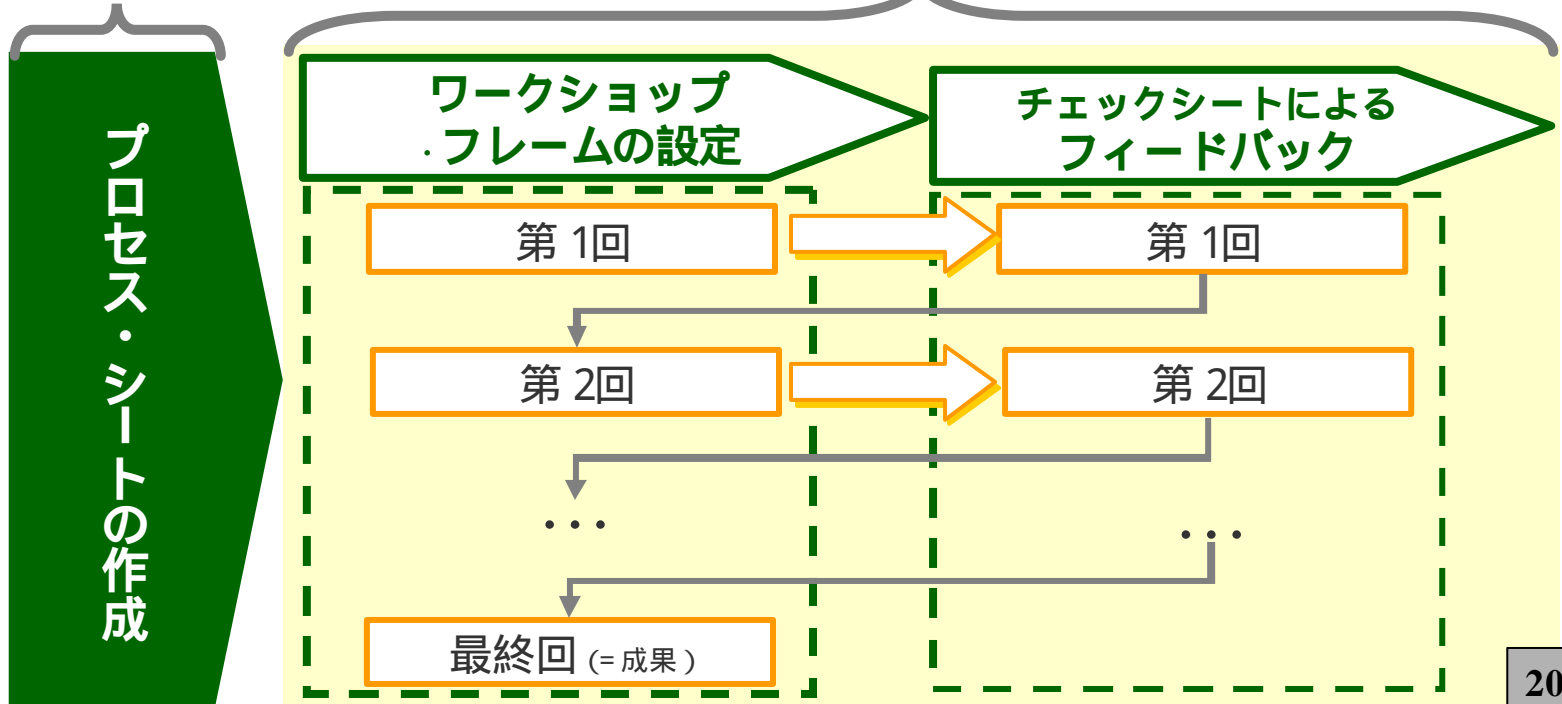 プロセス・シートの作成
ワークショップ
・フレームの設定
チェックシートによる
フィードバック
第 1回
第 1回
第 2回
第 2回
・・・
・・・
最終回 (= 成果 )
20